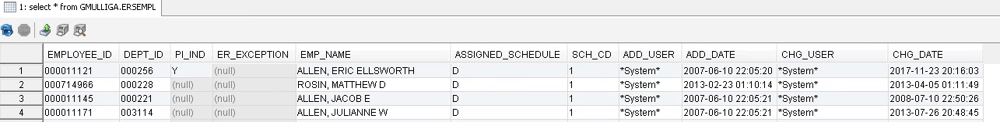 1: select * from GMULLIGA.ERSEMPL
EMPLOYEE_ID DEPT_ID PI_IND ER_EXCEPTION EMP_NAME ASSIGNED_SCHEDULE SCH_CD ADD_USER ADD_DATE CHG_USER CHG_DATE
1 000011121 000256 Y (null) ALLEN, ERIC ELLSWORTH D 1 *System* 2007-06-10 22:05:20 *System* 2017-11-23 20:16:03
2 000714966 000228 (null) (null) ROSIN, MATTHEW D D 1 *System* 2013-02-23 01:10:14 *System* 2013-04-05 01:11:49
3 000011145 000221 (null) (null) ALLEN, JACOB E D 1 *System* 2007-06-10 22:05:21 *System* 2008-07-10 22:50:26
4 000011171 003114 (null) (null) ALLEN, JULIANNE W D 1 *System* 2007-06-10 22:05:21 *System* 2013-07-26 20:48:45